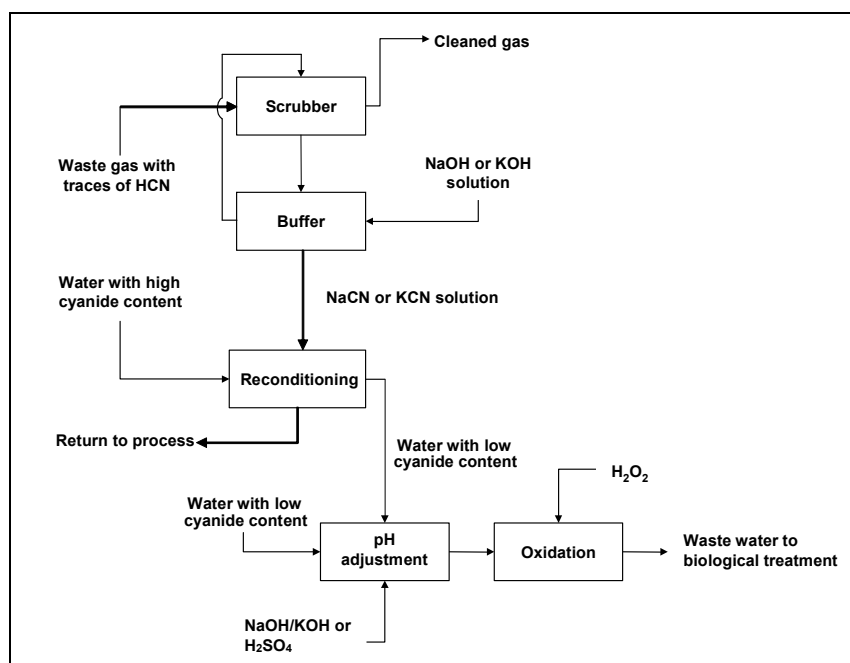 Cleaned gas
Scrubber
Waste gas with
traces of HCN
NaOH or KOH
solution
Buffer
Water with high
cyanide content
NaCN or KCN solution
Reconditioning
Return to process
Water with low
cyanide content
H₂O₂
Water with low
cyanide content
pH
adjustment
Oxidation
Waste water to
biological treatment
NaOH/KOH or
H₂SO₄